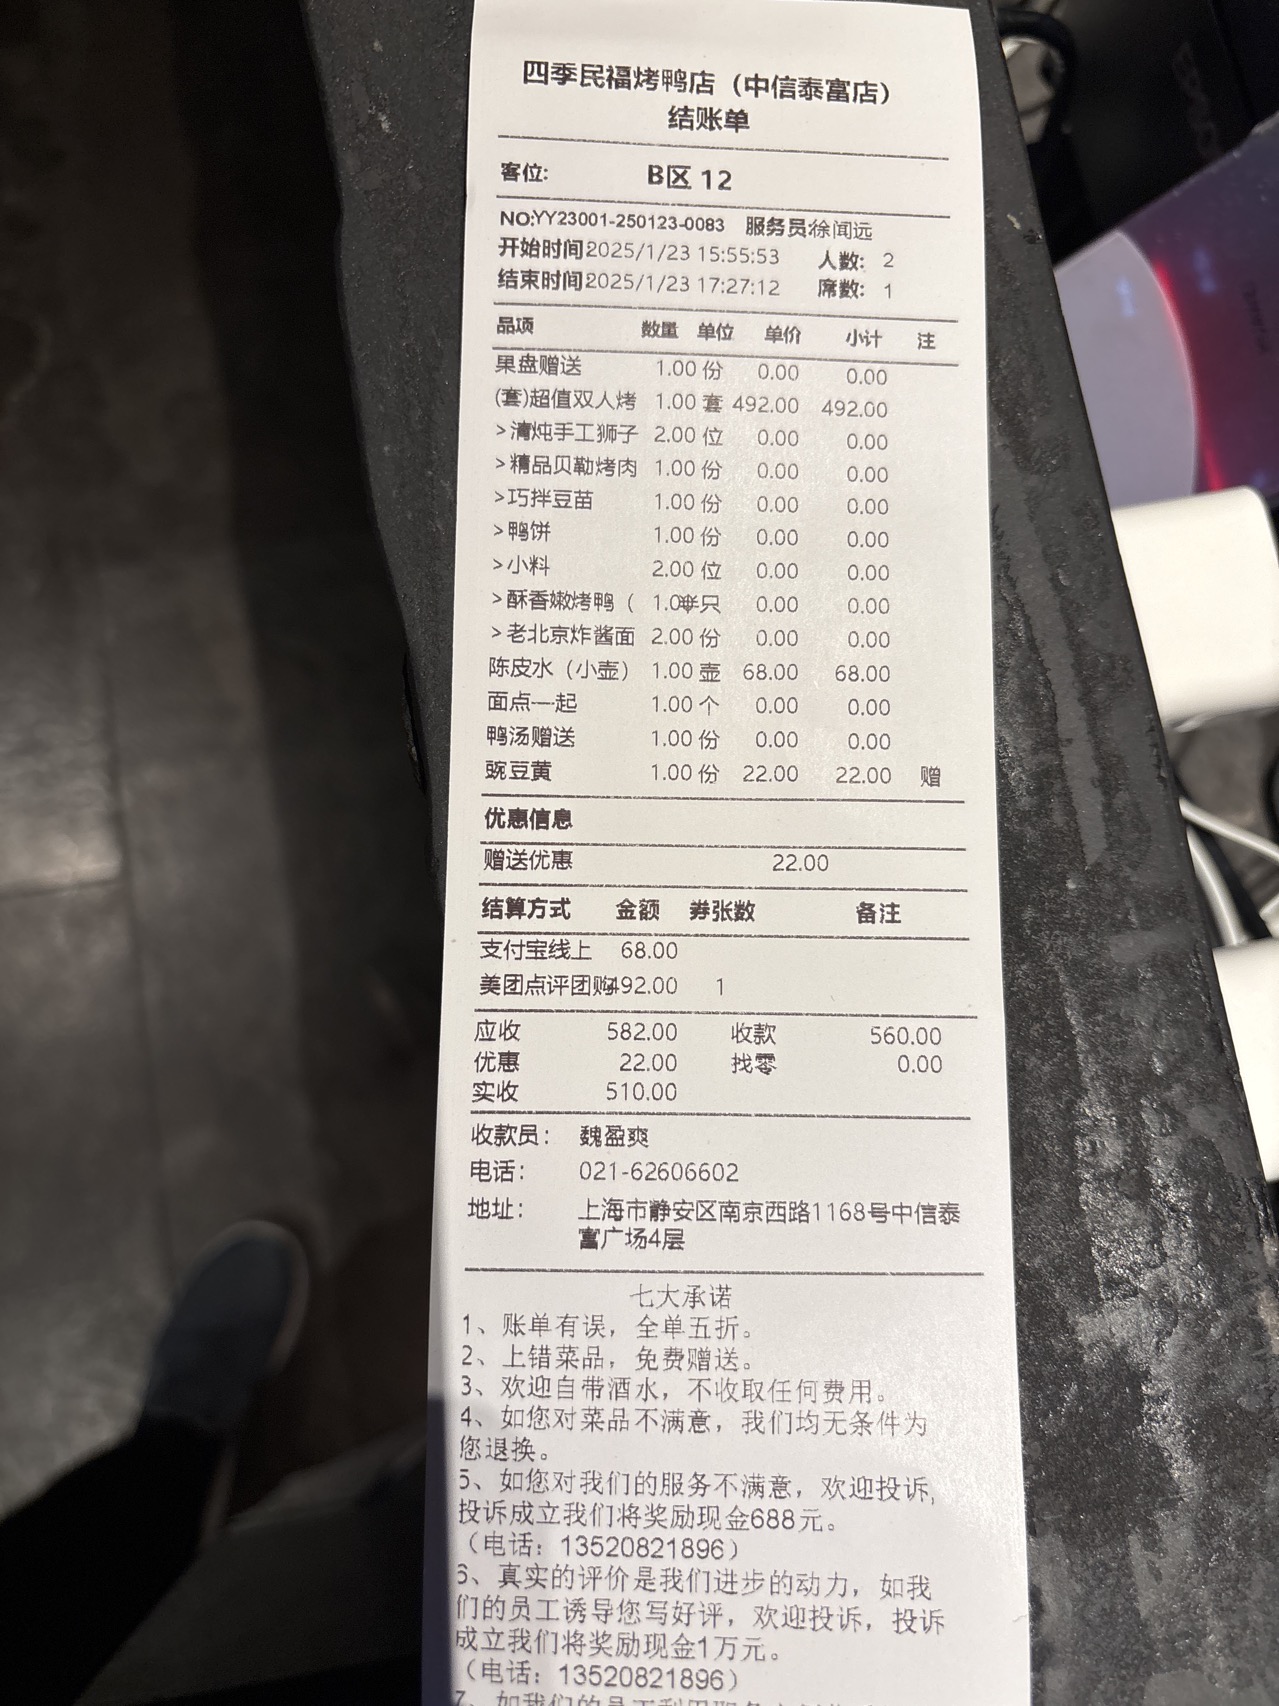 四季民福烤鸭店（中信泰富店）
结账单
客位: B区 12
NO:YY23001-250123-0083 服务员:徐闻远
开始时间 2025/1/23 15:55:53 人数: 2
结束时间 2025/1/23 17:27:12 席数: 1
品项 数量 单位 单价 小计 注
果盘赠送 1.00 份 0.00 0.00
(套)超值双人烤 1.00 套 492.00 492.00
>清炖手工狮子 2.00 位 0.00 0.00
>精品贝勒烤肉 1.00 份 0.00 0.00
>巧拌豆苗 1.00 份 0.00 0.00
>鸭饼 1.00 份 0.00 0.00
>小料 2.00 位 0.00 0.00
>酥香嫩烤鸭（ 1.00 半只 0.00 0.00
>老北京炸酱面 2.00 份 0.00 0.00
陈皮水（小壶） 1.00 壶 68.00 68.00
面点一起 1.00 个 0.00 0.00
鸭汤赠送 1.00 份 0.00 0.00
豌豆黄 1.00 份 22.00 22.00 赠
优惠信息
赠送优惠 22.00
结算方式 金额 券张数 备注
支付宝线上 68.00
美团点评团购 492.00 1
应收 582.00 收款 560.00
优惠 22.00 找零 0.00
实收 510.00
收款员： 魏盈爽
电话： 021-62606602
地址： 上海市静安区南京西路1168号中信泰
富广场4层
七大承诺
1、账单有误，全单五折。
2、上错菜品，免费赠送。
3、欢迎自带酒水，不收取任何费用。
4、如您对菜品不满意，我们均无条件为
您退换。
5、如您对我们的服务不满意，欢迎投诉，
投诉成立我们将奖励现金688元。
（电话：13520821896）
6、真实的评价是我们进步的动力，如我
们的员工诱导您写好评，欢迎投诉，投诉
成立我们将奖励现金1万元。
（电话：13520821896）
7、如我们的员工利用服务